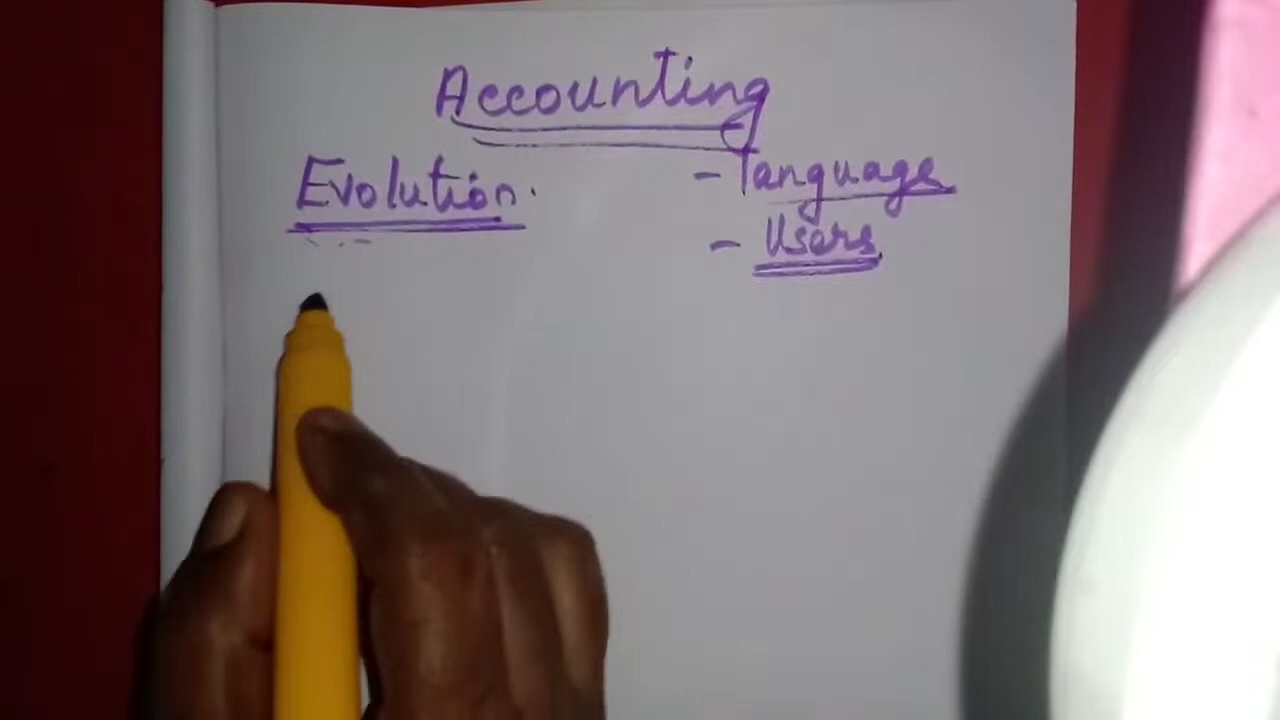 Accounting
Evolution.
- language
- Users